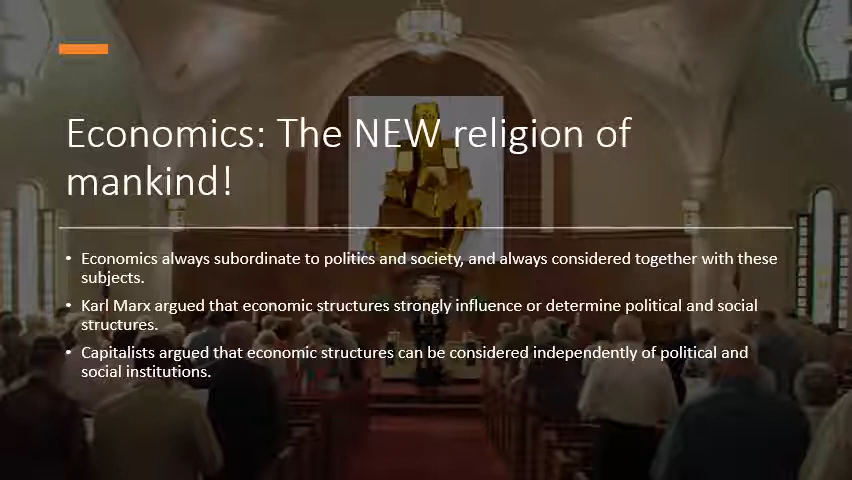 Economics: The NEW religion of
mankind!
• Economics always subordinate to politics and society, and always considered together with these
subjects.
• Karl Marx argued that economic structures strongly influence or determine political and social
structures.
• Capitalists argued that economic structures can be considered independently of political and
social institutions.